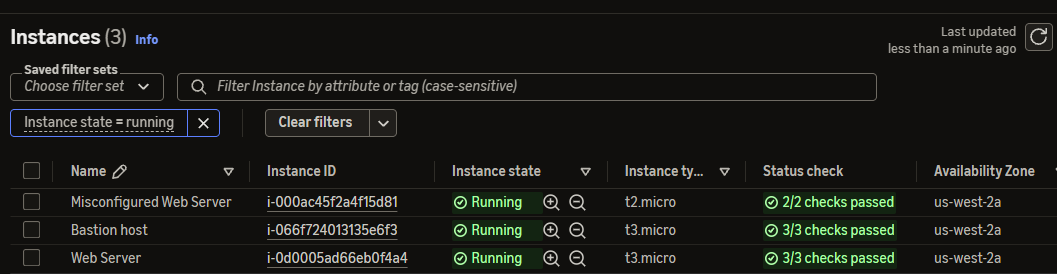 Instances (3) Info
Last updated
less than a minute ago
Saved filter sets
Choose filter set
Filter Instance by attribute or tag (case-sensitive)
Instance state = running
Clear filters
Name Instance ID Instance state Instance ty... Status check Availability Zone
Misconfigured Web Server i-000ac45f2a4f15d81 Running t2.micro 2/2 checks passed us-west-2a
Bastion host i-066f724013135e6f3 Running t3.micro 3/3 checks passed us-west-2a
Web Server i-0d0005ad66eb0f4a4 Running t3.micro 3/3 checks passed us-west-2a